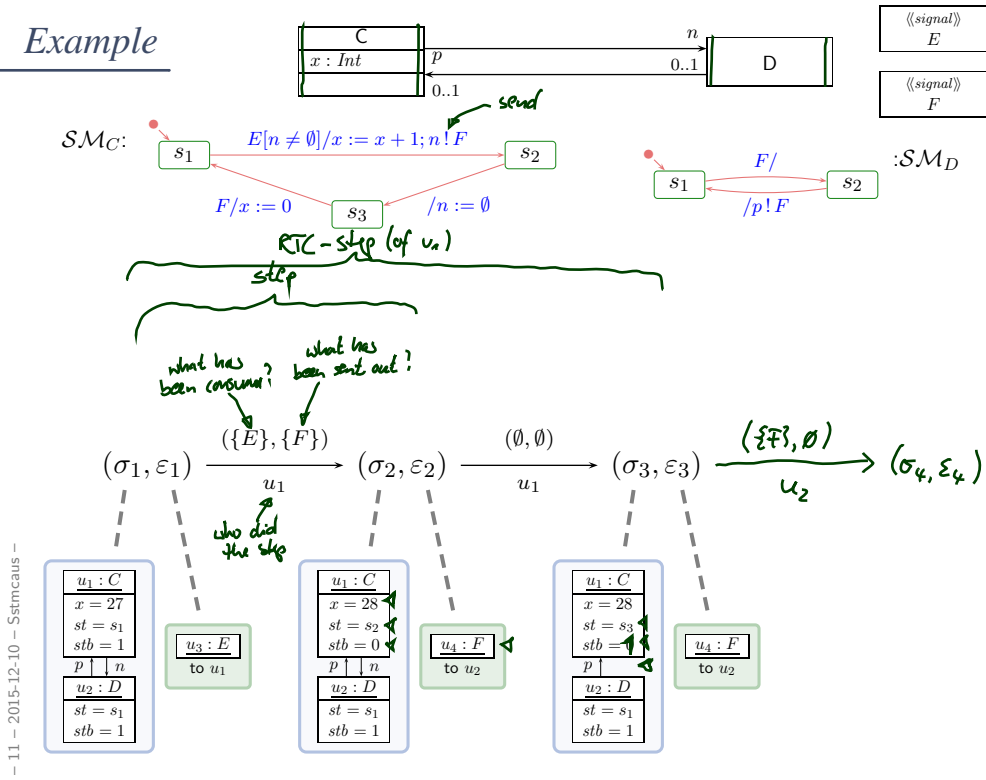 Example
C
x : Int
p
n
0..1
0..1
D
⟨⟨signal⟩⟩
E
⟨⟨signal⟩⟩
F
send
SM_C:
s1
E[n ≠ ∅]/x := x + 1; n ! F
s2
F/x := 0
s3
/n := ∅
s1
F/
s2
/p ! F
:SM_D
RTC-step (of u1)
step
what has
been consumed?
what has
been sent out?
(σ1, ε1)
({E}, {F})
u1
(σ2, ε2)
(∅, ∅)
u1
(σ3, ε3)
({F}, ∅)
u2
(σ4, ε4)
who did
the step
u1 : C
x = 27
st = s1
stb = 1
p
n
u2 : D
st = s1
stb = 1
u3 : E
to u1
u1 : C
x = 28
st = s2
stb = 0
p
n
u2 : D
st = s1
stb = 1
u4 : F
to u2
u1 : C
x = 28
st = s3
stb =
p
u2 : D
st = s1
stb = 1
u4 : F
to u2
– 11 – 2015-12-10 – Sstmcaus –